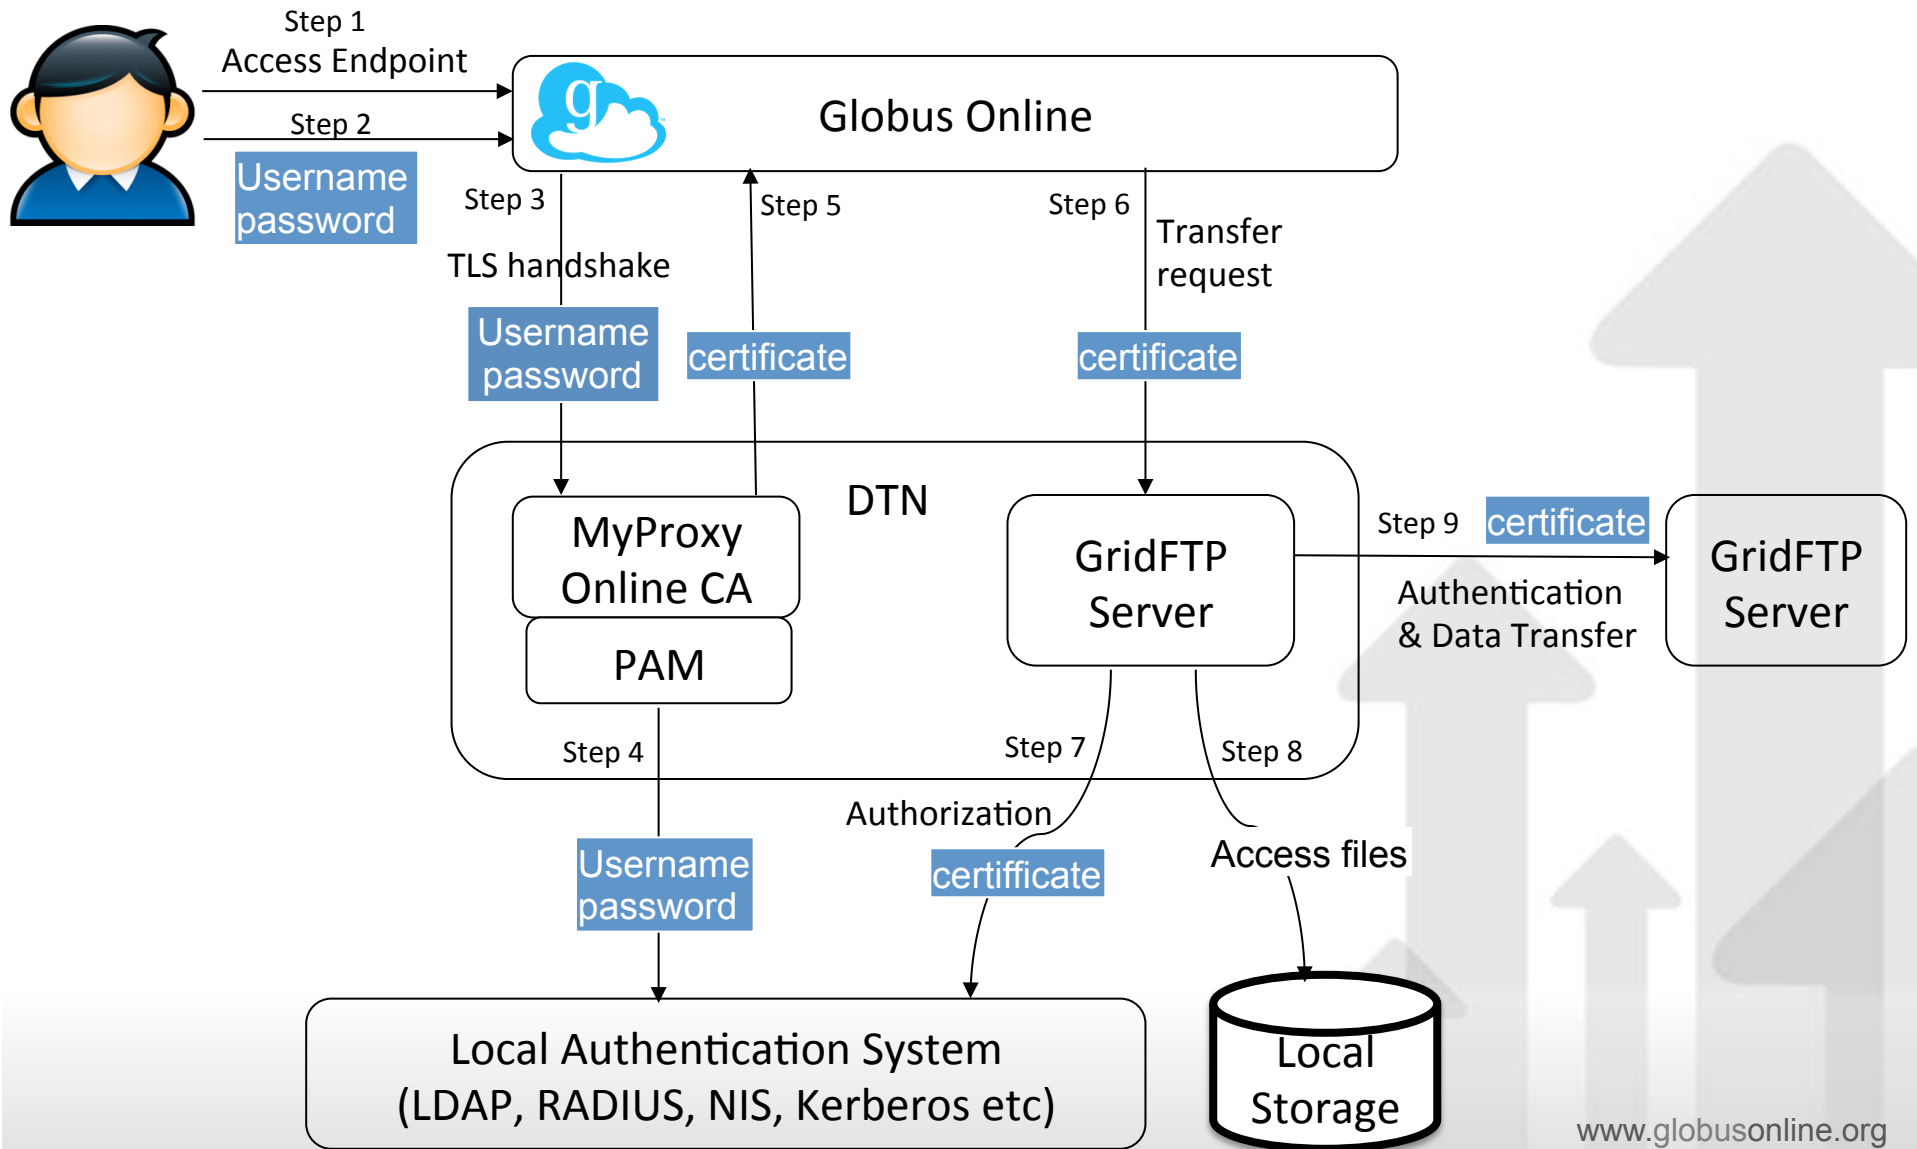 Step 1
Access Endpoint
Step 2
Username
password
g
Globus Online
Step 3
TLS handshake
Username
password
Step 5
certificate
Step 6
Transfer
request
certificate
DTN
MyProxy
Online CA
PAM
GridFTP
Server
Step 9
certificate
Authentication
& Data Transfer
GridFTP
Server
Step 4
Username
password
Step 7
Authorization
certifficate
Step 8
Access files
Local Authentication System
(LDAP, RADIUS, NIS, Kerberos etc)
Local
Storage
www.globusonline.org